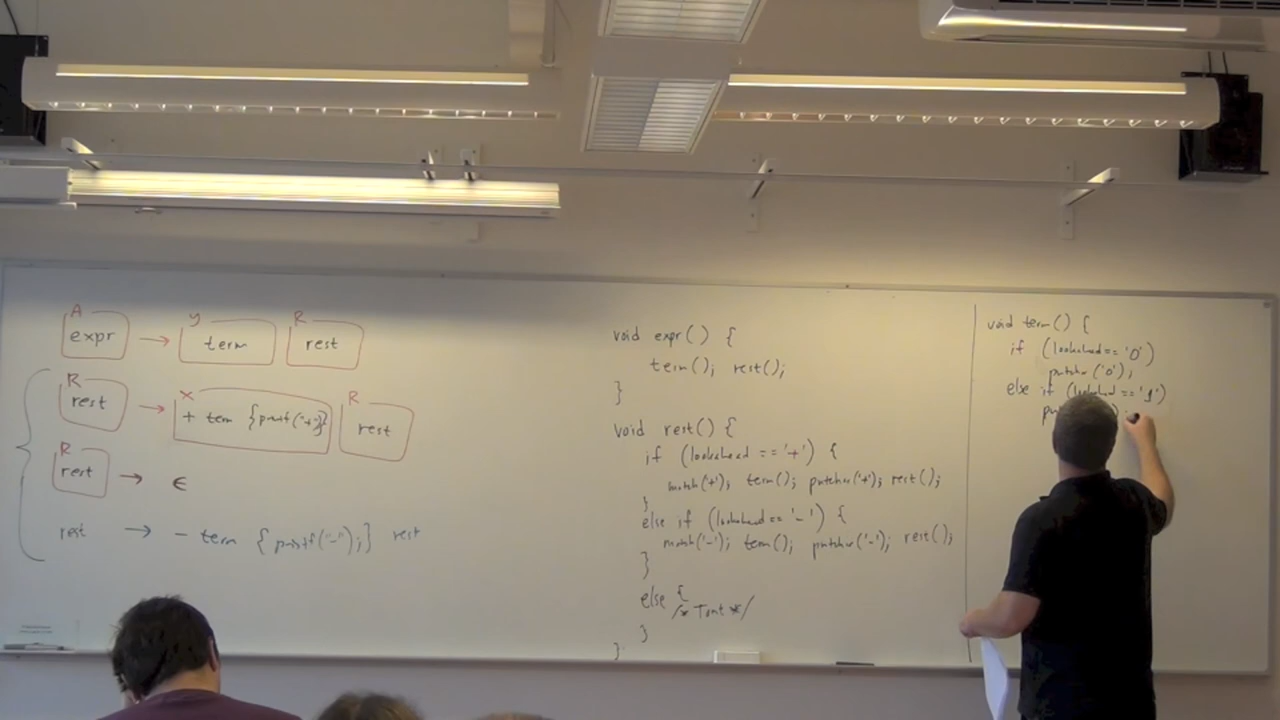 A
expr → y
term R
rest
R
rest → x
+ term {printf("+")} R
rest
R
rest → ϵ
rest → - term {printf("-");} rest
void expr() {
term(); rest();
}
void rest() {
if (lookahead == '+') {
match('+'); term(); putchar('+'); rest();
}
else if (lookahead == '-') {
match('-'); term(); putchar('-'); rest();
}
else {
/* Tomt */
}
}
void term() {
if (lookahead == '0')
putchar('0');
else if (lookahead == '1')